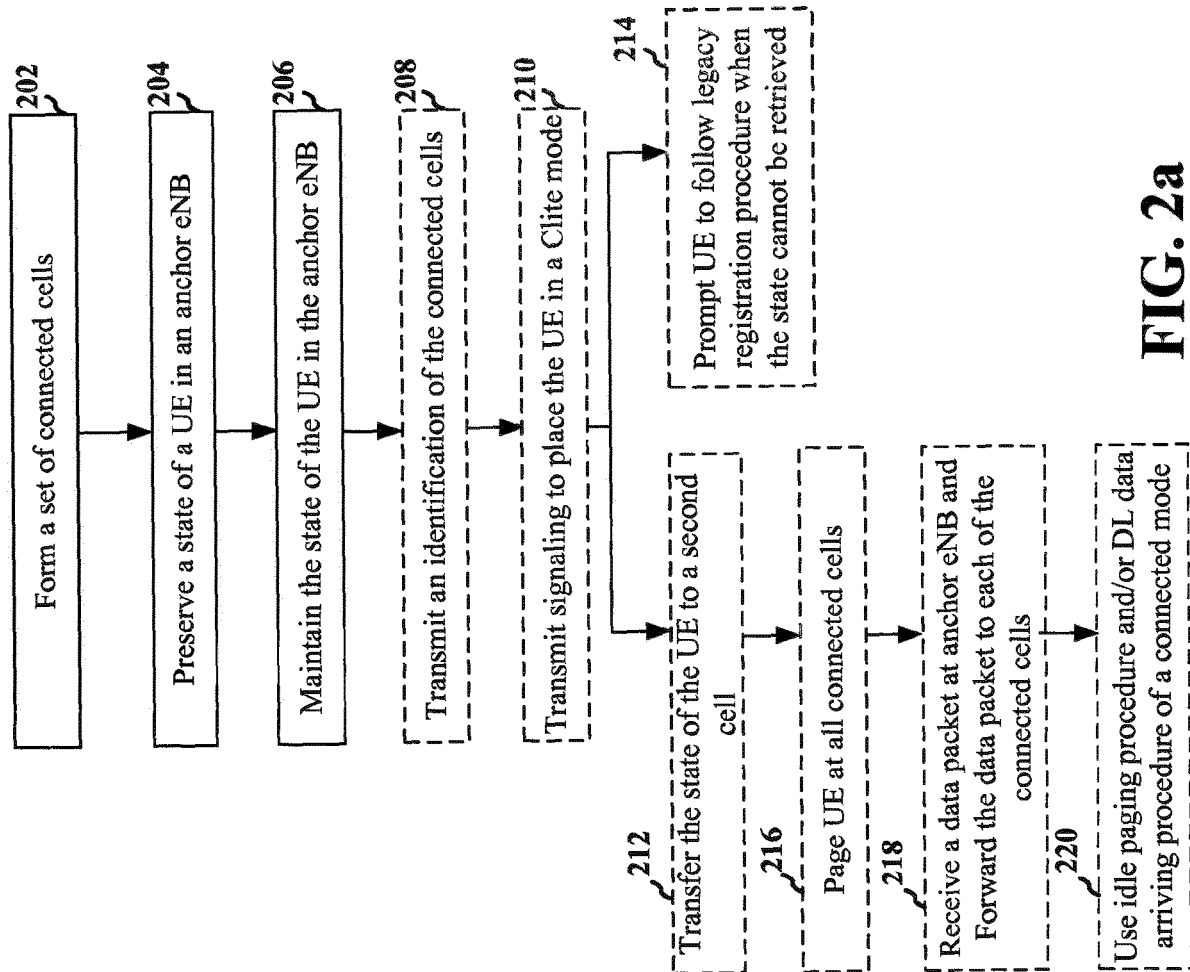 202
Form a set of connected cells
204
Preserve a state of a UE in an anchor eNB
206
Maintain the state of the UE in the anchor eNB
208
Transmit an identification of the connected cells
210
Transmit signaling to place the UE in a Clite mode
212
Transfer the state of the UE to a second
cell
214
Prompt UE to follow legacy
registration procedure when
the state cannot be retrieved
216
Page UE at all connected cells
218
Receive a data packet at anchor eNB and
Forward the data packet to each of the
connected cells
220
Use idle paging procedure and/or DL data
arriving procedure of a connected mode
FIG. 2a